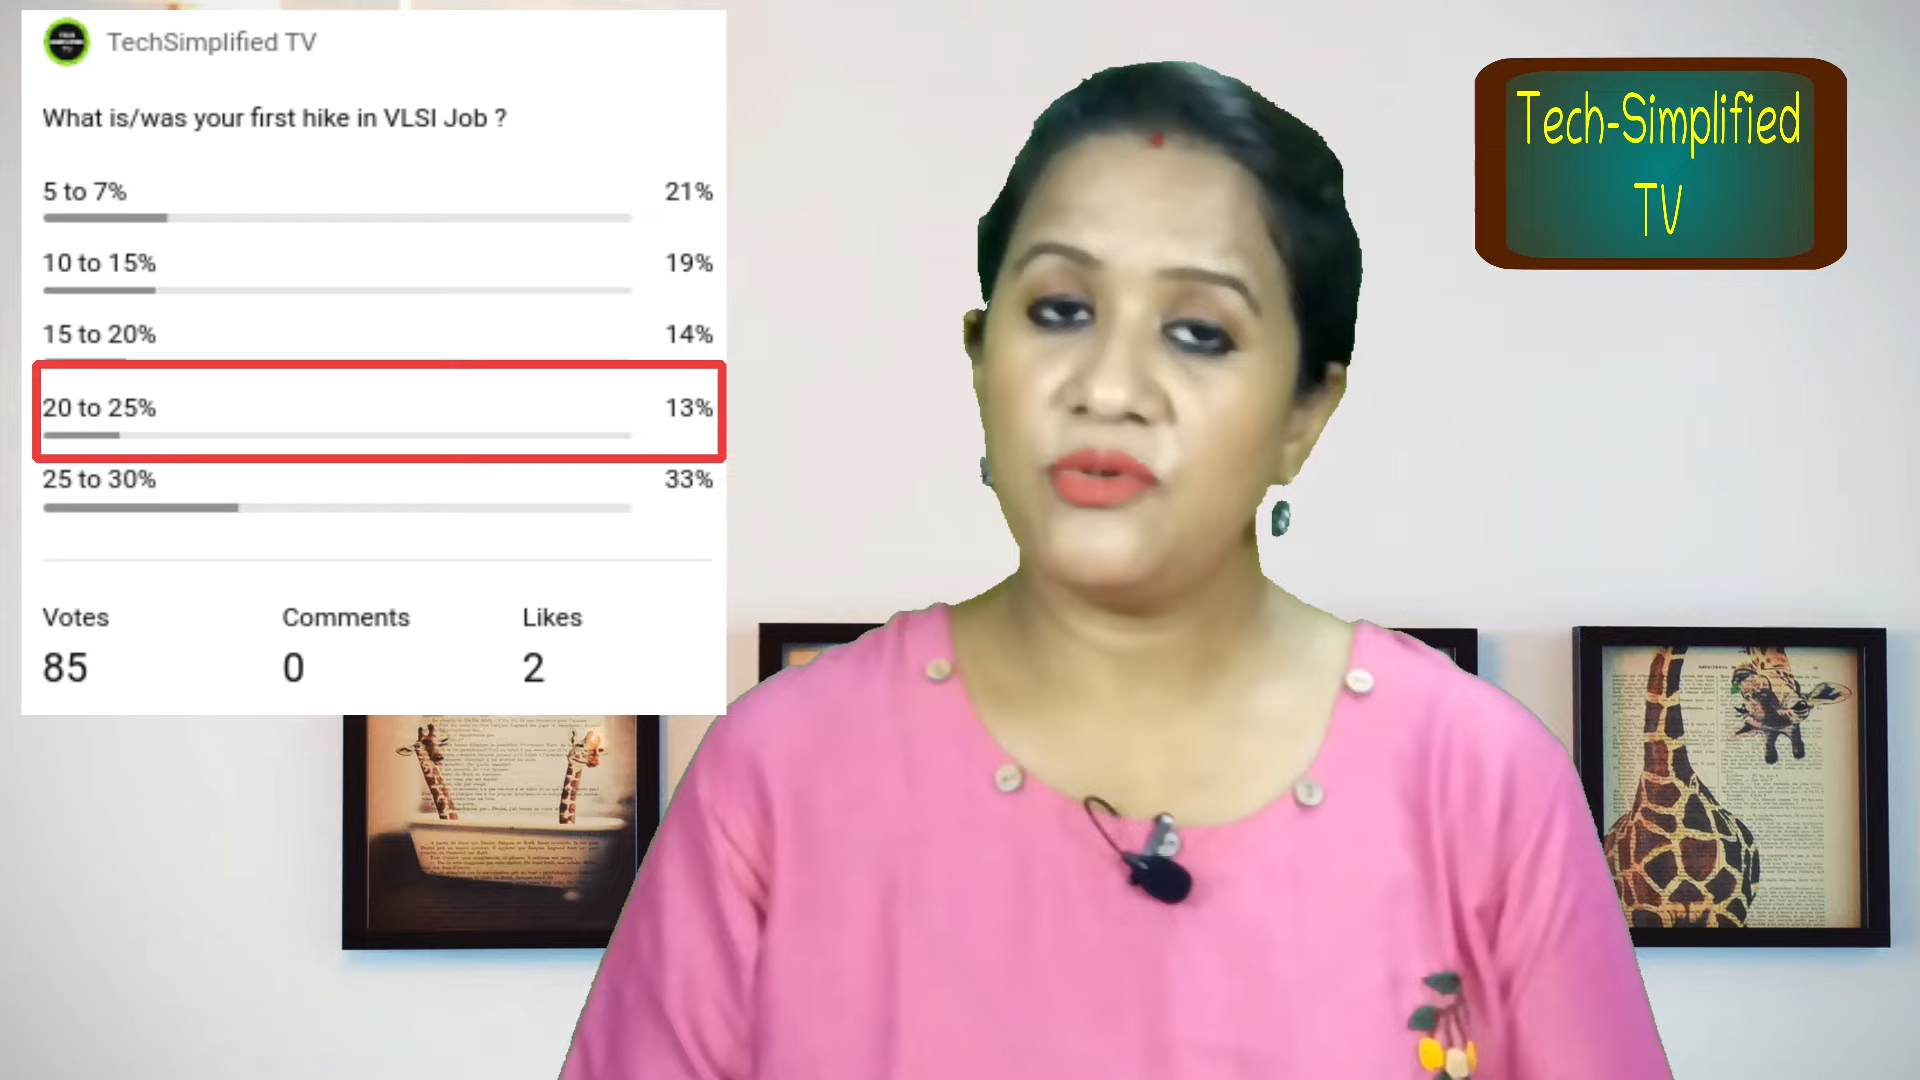 TechSimplified TV
What is/was your first hike in VLSI Job ?
5 to 7% 21%
10 to 15% 19%
15 to 20% 14%
20 to 25% 13%
25 to 30% 33%
Votes Comments Likes
85 0 2
Tech-Simplified
TV